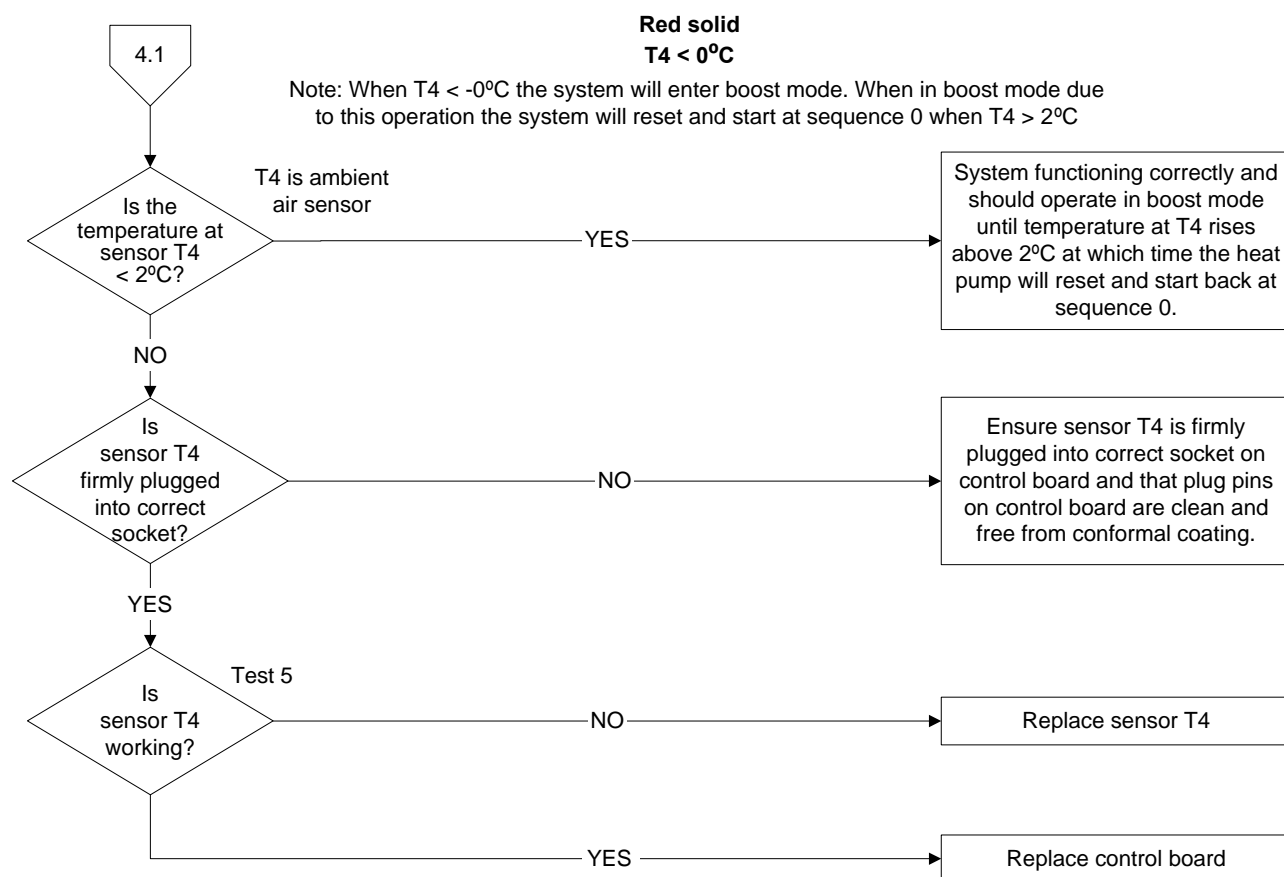 4.1
Red solid
T4 < 0⁰C
Note: When T4 < -0ºC the system will enter boost mode. When in boost mode due
to this operation the system will reset and start at sequence 0 when T4 > 2ºC
Is the
temperature at
sensor T4
< 2ºC?
T4 is ambient
air sensor
YES
System functioning correctly and
should operate in boost mode
until temperature at T4 rises
above 2ºC at which time the heat
pump will reset and start back at
sequence 0.
NO
Is
sensor T4
firmly plugged
into correct
socket?
NO
Ensure sensor T4 is firmly
plugged into correct socket on
control board and that plug pins
on control board are clean and
free from conformal coating.
YES
Is
sensor T4
working?
Test 5
NO
Replace sensor T4
YES
Replace control board